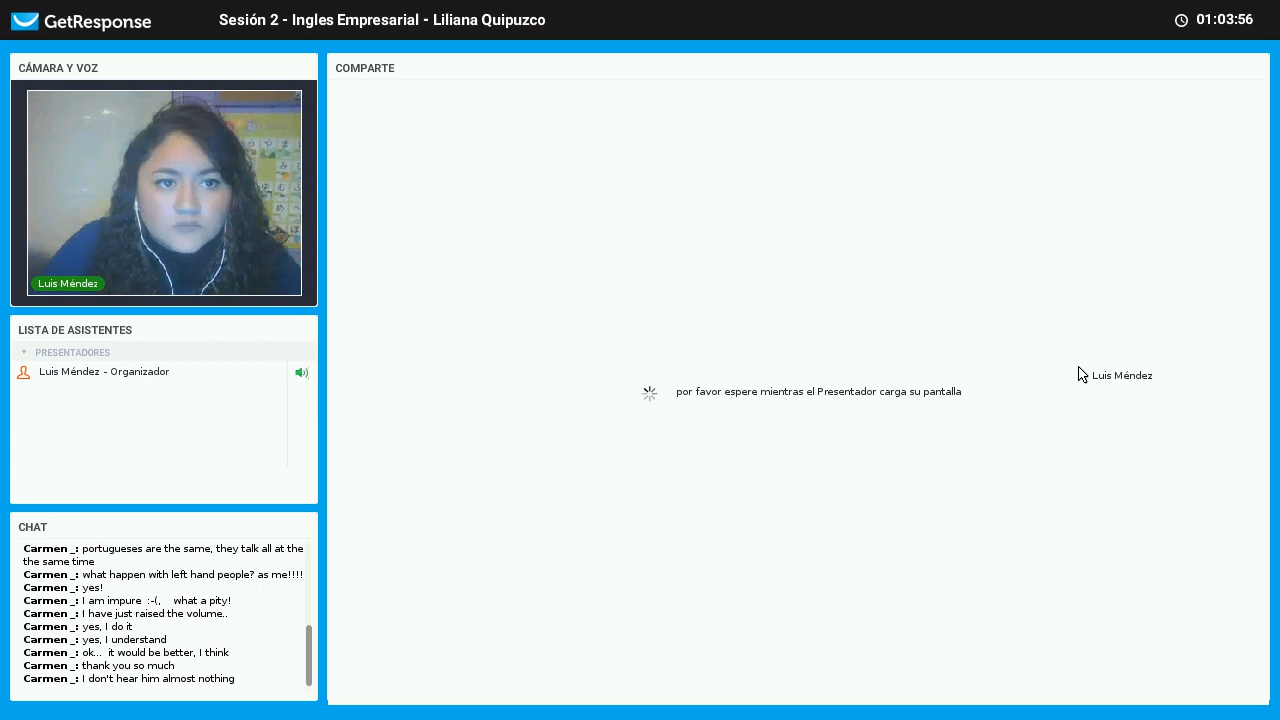 GetResponse
Sesión 2 - Ingles Empresarial - Liliana Quipuzco
01:03:56
CÁMARA Y VOZ
Luis Méndez
LISTA DE ASISTENTES
PRESENTADORES
Luis Méndez - Organizador
CHAT
Carmen _: portugueses are the same, they talk all at the
the same time
Carmen _: what happen with left hand people? as me!!!!
Carmen _: yes!
Carmen _: I am impure :-(, what a pity!
Carmen _: I have just raised the volume..
Carmen _: yes, I do it
Carmen _: yes, I understand
Carmen _: ok... it would be better, I think
Carmen _: thank you so much
Carmen _: I don't hear him almost nothing
COMPARTE
por favor espere mientras el Presentador carga su pantalla
Luis Méndez